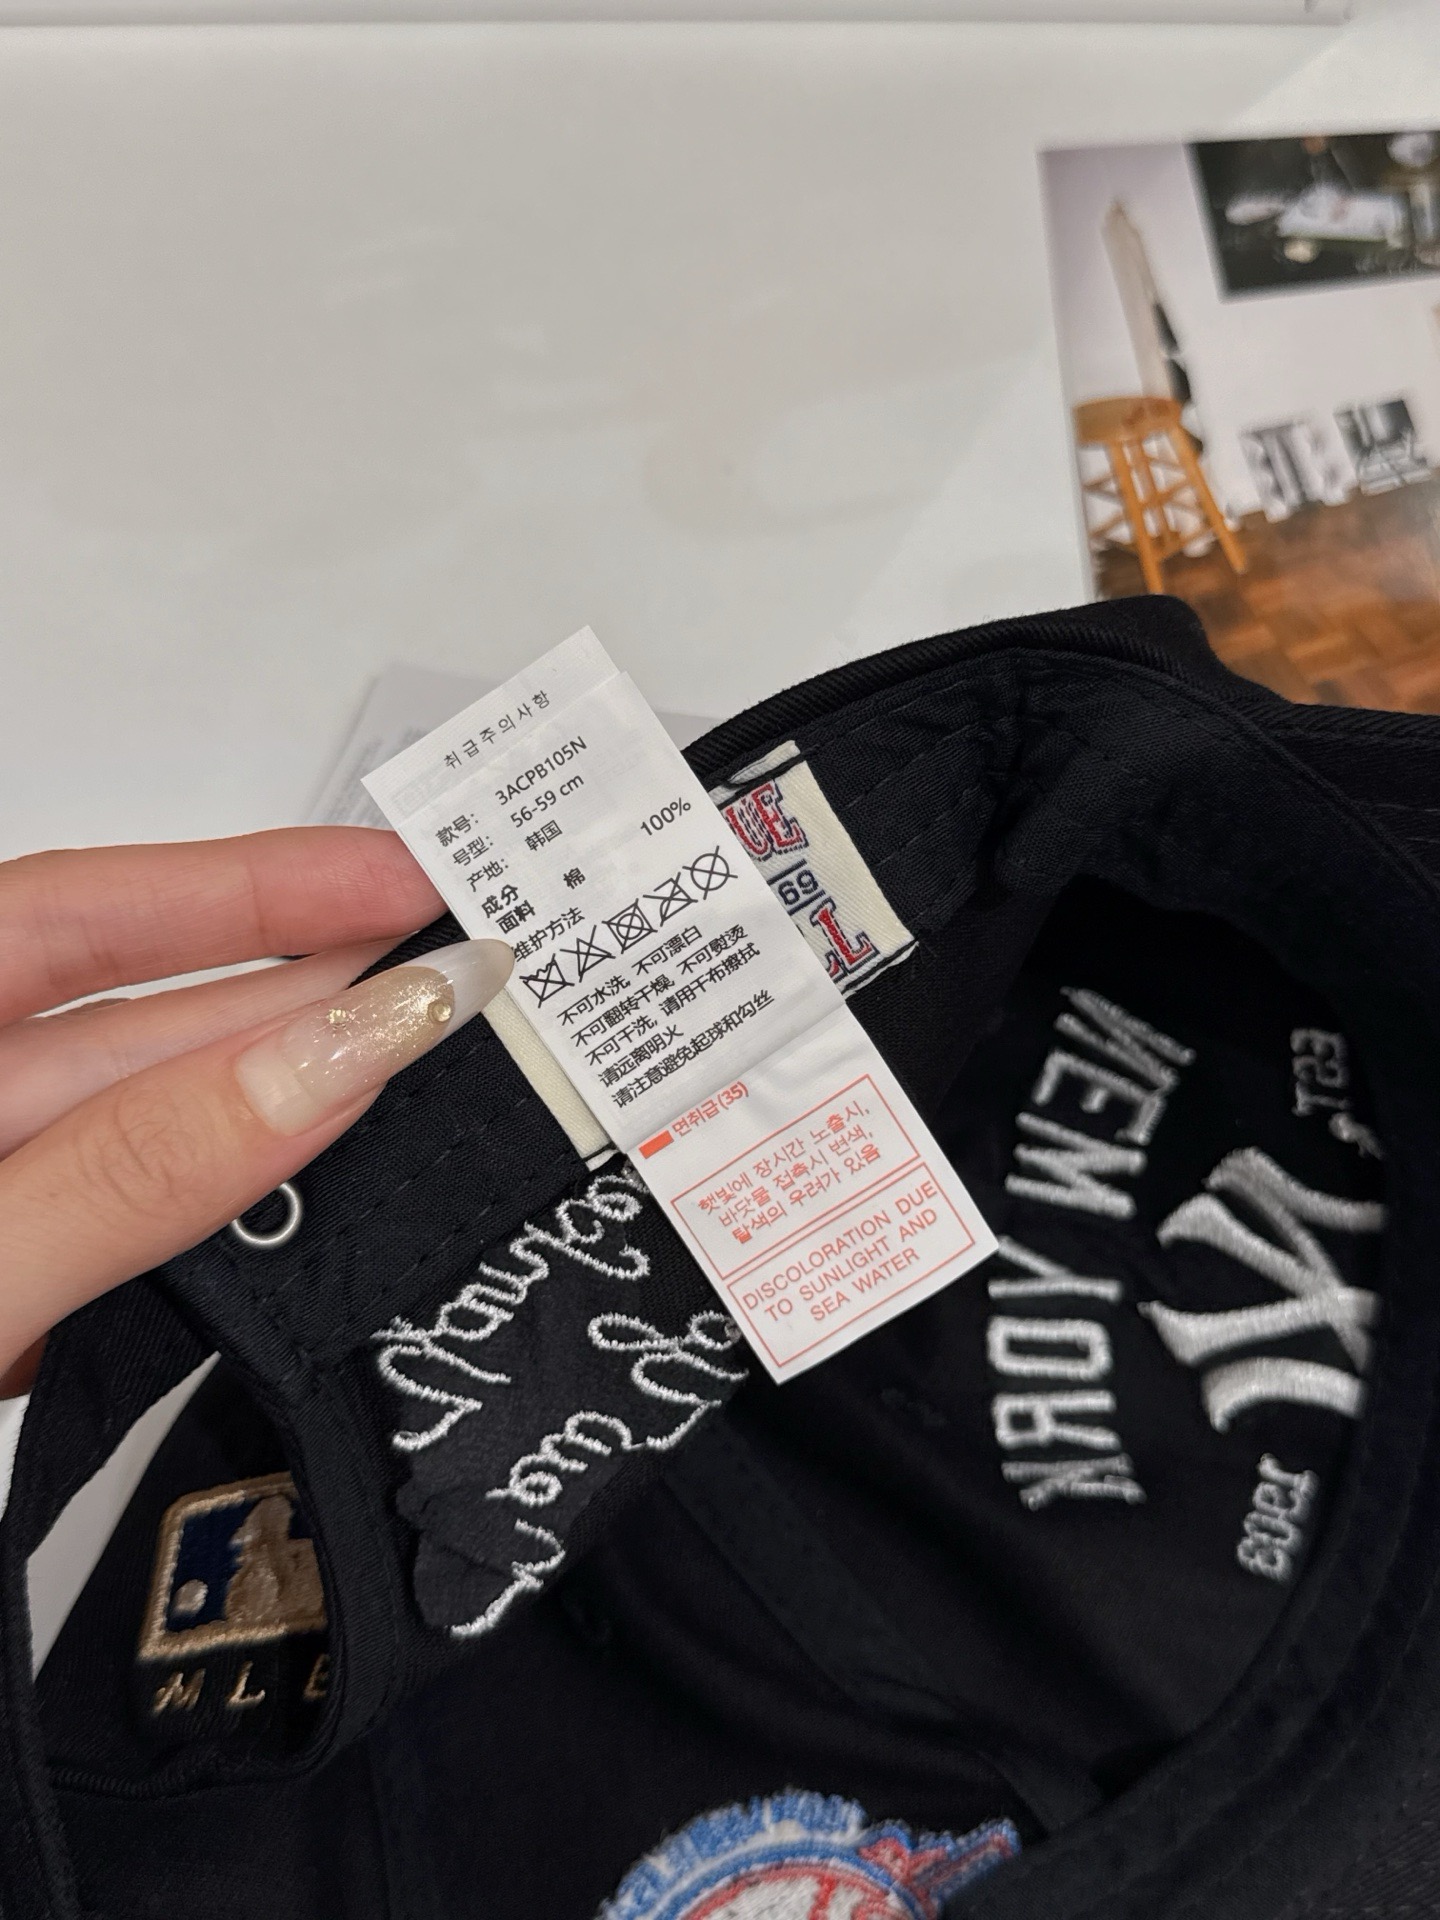 취급주의사항
款号: 3ACPB105N
号型: 56-59 cm
产地: 韩国
成分
面料 棉 100%
维护方法
不可水洗, 不可漂白
不可翻转干燥, 不可熨烫
不可干洗, 请用干布擦拭
请远离明火
请注意避免起球和勾丝
면취급(35)
햇빛에 장시간 노출시,
바닷물 접촉시 변색,
탈색의 우려가 있음
DISCOLORATION DUE
TO SUNLIGHT AND
SEA WATER
UE
69
LL
NEW YORK
EST.
NY
1903
MLB